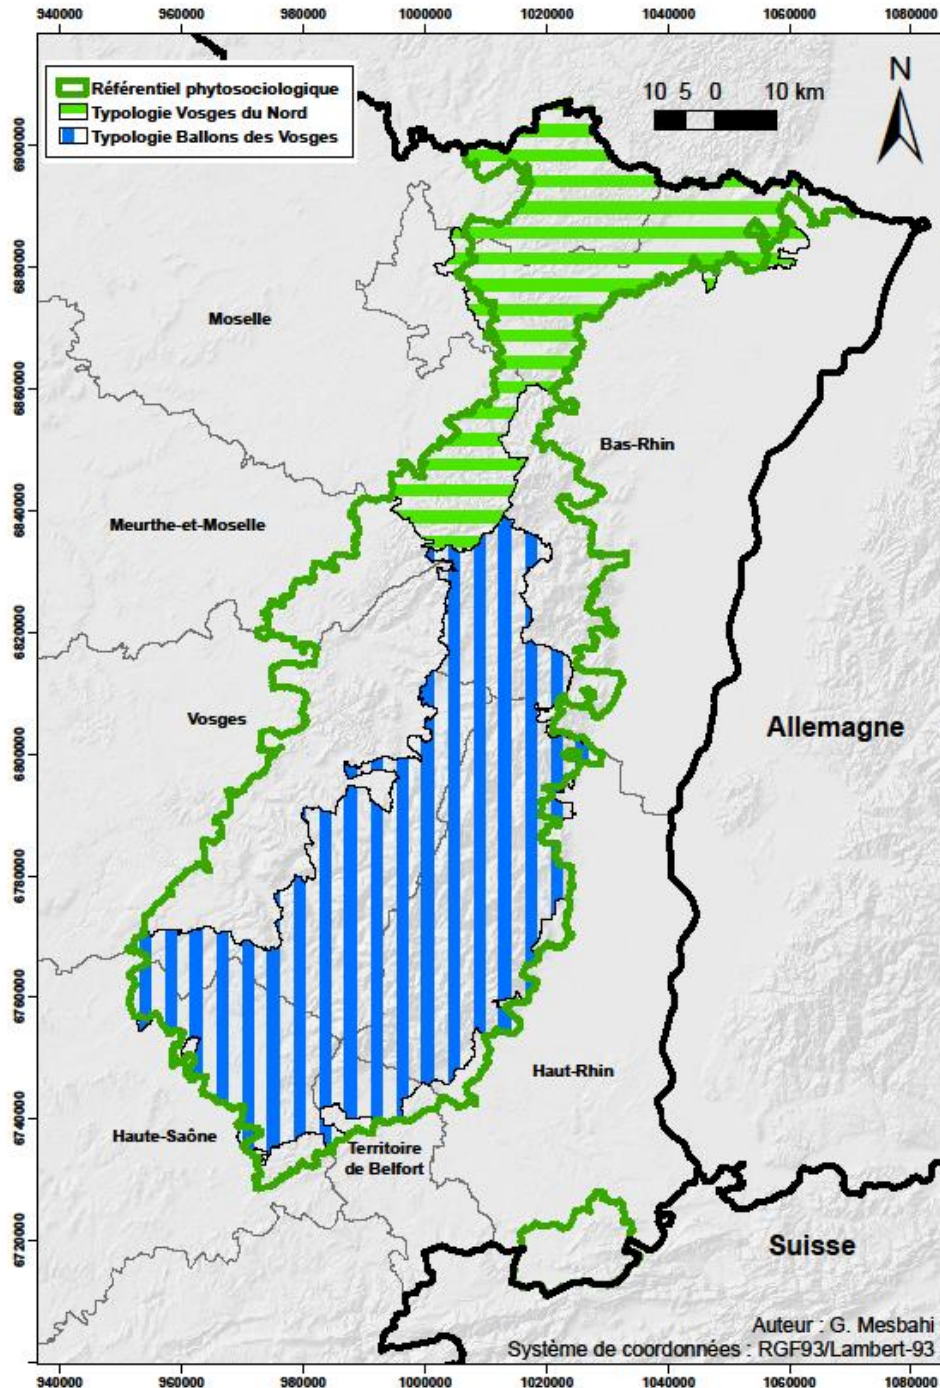 940000 960000 980000 1000000 1020000 1040000 1060000 1080000
Référentiel phytosociologique
Typologie Vosges du Nord
Typologie Ballons des Vosges
10 5 0 10 km
N
6900000
6880000
6860000
6840000
6820000
6800000
6780000
6760000
6740000
6720000
Moselle
Bas-Rhin
Meurthe-et-Moselle
Vosges
Allemagne
Haut-Rhin
Haute-Saône
Territoire
de Belfort
Suisse
Auteur : G. Mesbahi
Système de coordonnées : RGF93/Lambert-93
940000 960000 980000 1000000 1020000 1040000 1060000 1080000